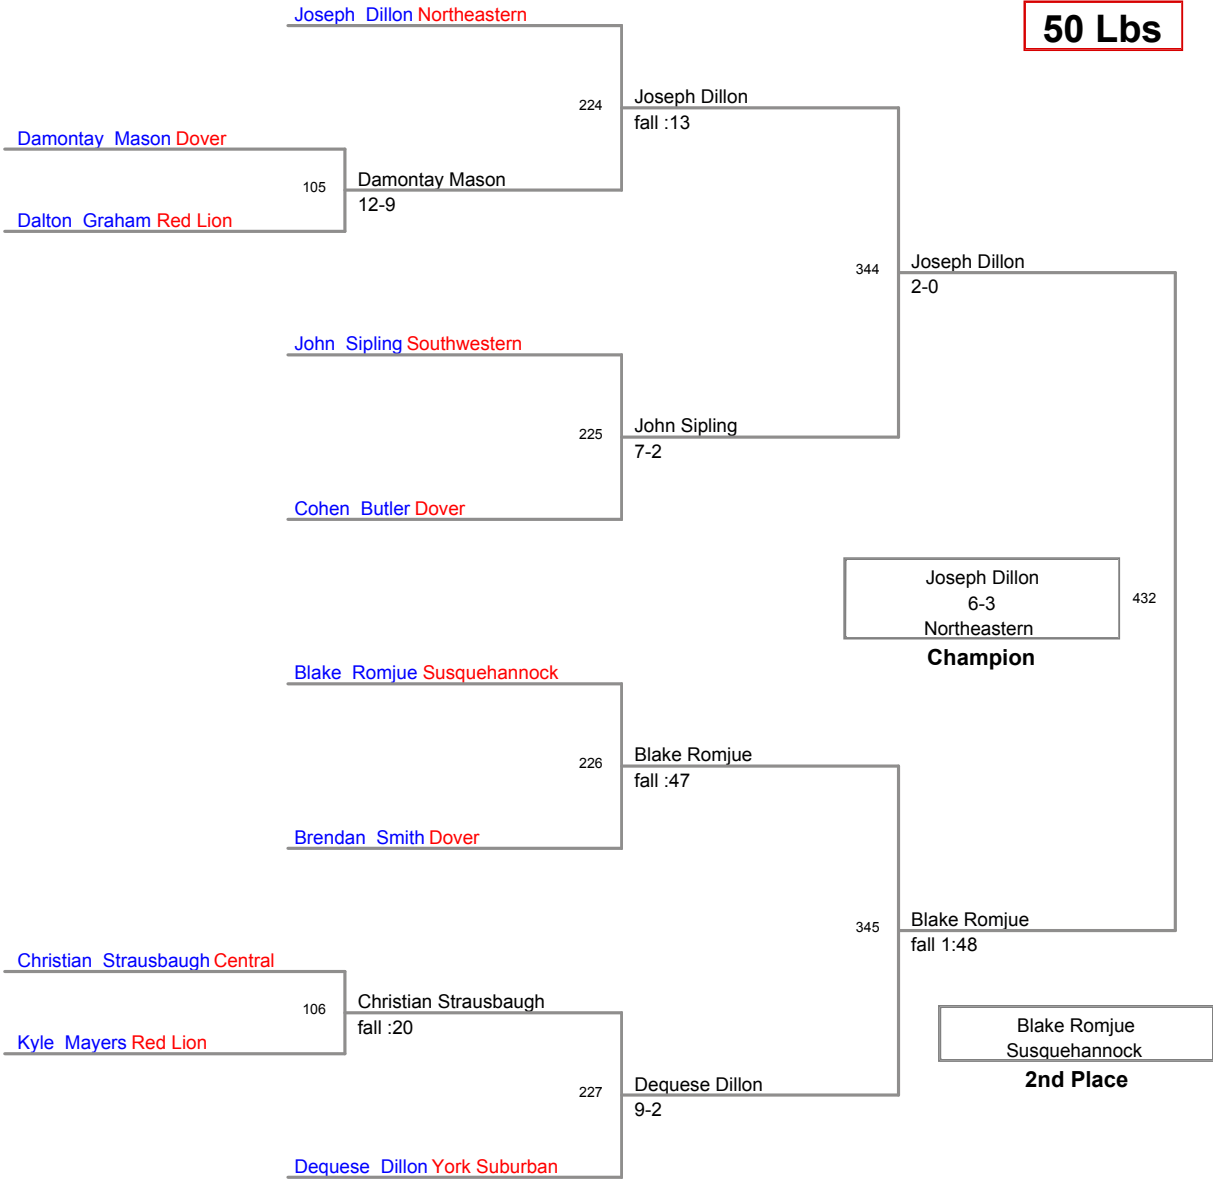 Joseph Dillon Northeastern
50 Lbs
224
Joseph Dillon
fall :13
Damontay Mason Dover
105
Damontay Mason
12-9
Dalton Graham Red Lion
344
Joseph Dillon
2-0
John Sipling Southwestern
225
John Sipling
7-2
Cohen Butler Dover
Joseph Dillon
6-3
Northeastern
432
Champion
Blake Romjue Susquehannock
226
Blake Romjue
fall :47
Brendan Smith Dover
345
Blake Romjue
fall 1:48
Christian Strausbaugh Central
106
Christian Strausbaugh
fall :20
Kyle Mayers Red Lion
Blake Romjue
Susquehannock
2nd Place
227
Dequese Dillon
9-2
Dequese Dillon York Suburban